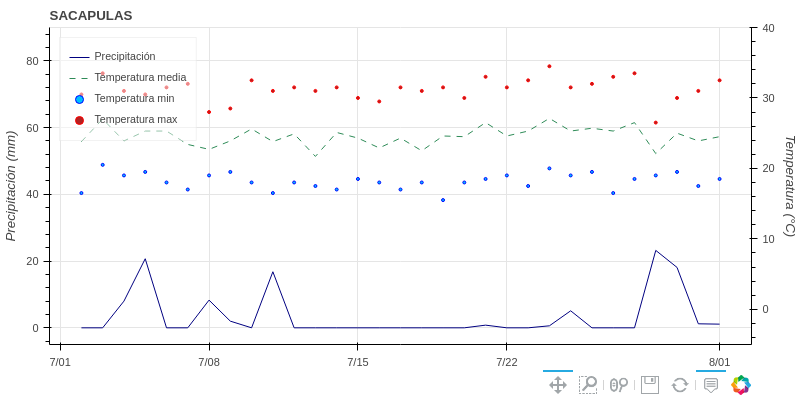 SACAPULAS
Precipitación
Temperatura media
Temperatura min
Temperatura max
Precipitación (mm)
80
60
40
20
0
40
30
20
10
0
Temperatura (°C)
7/01
7/08
7/15
7/22
8/01